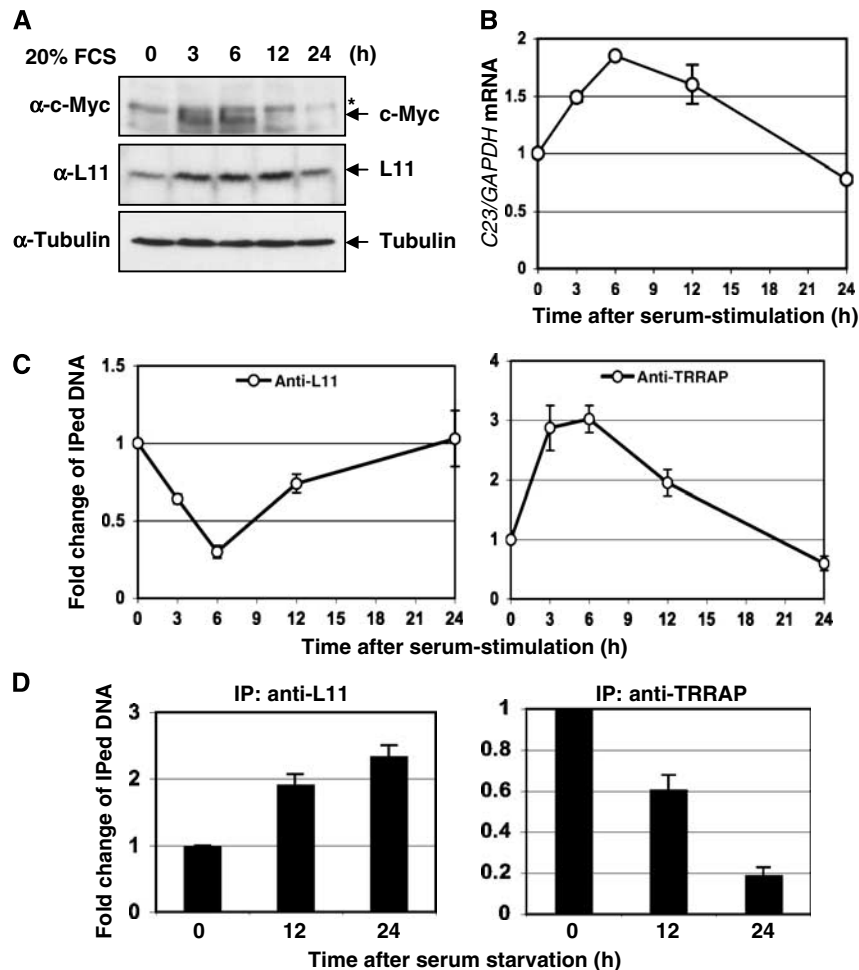 A
20% FCS 0 3 6 12 24 (h)
α-c-Myc * c-Myc
α-L11 L11
α-Tubulin Tubulin
B
C23/GAPDH mRNA
2
1.5
1
0.5
0
0 3 6 9 12 15 18 21 24
Time after serum-stimulation (h)
C
Fold change of IPed DNA
1.5
1
0.5
0
Anti-L11
0 3 6 9 12 15 18 21 24
4
3
2
1
0
Anti-TRRAP
0 3 6 9 12 15 18 21 24
Time after serum-stimulation (h)
D
Fold change of IPed DNA
IP: anti-L11
3
2
1
0
0 12 24
IP: anti-TRRAP
1
0.8
0.6
0.4
0.2
0
0 12 24
Time after serum starvation (h)